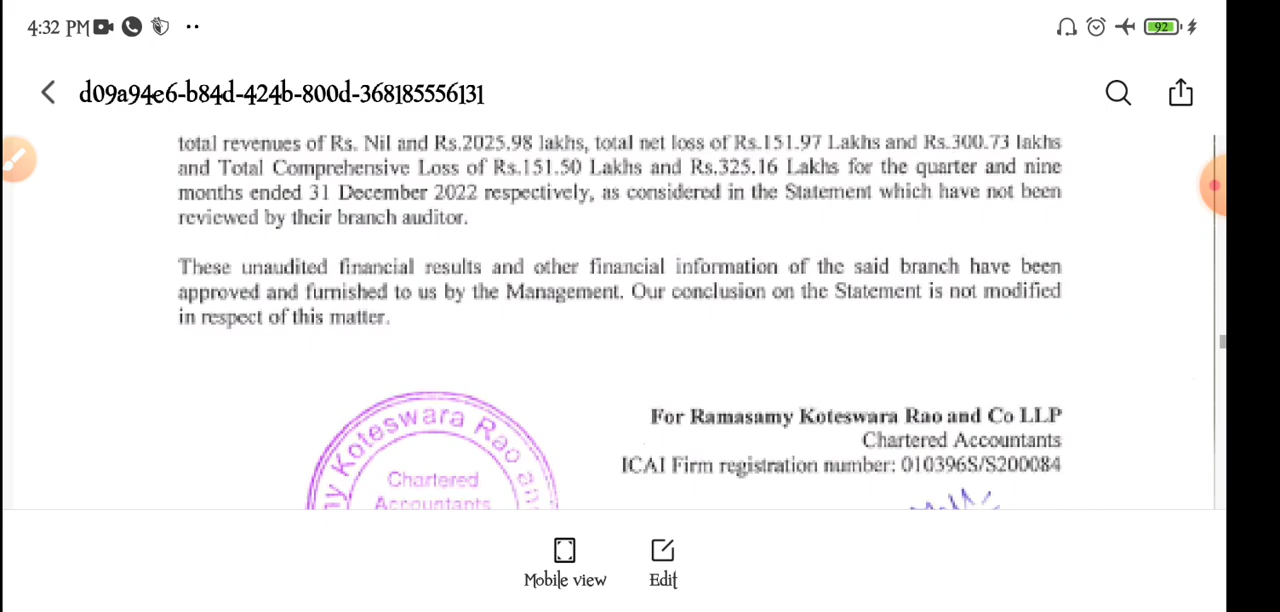 4:32 PM
92
d09a94e6-b84d-424b-800d-368185556131
total revenues of Rs. Nil and Rs.2025.98 lakhs, total net loss of Rs.151.97 Lakhs and Rs.300.73 lakhs
and Total Comprehensive Loss of Rs.151.50 Lakhs and Rs.325.16 Lakhs for the quarter and nine
months ended 31 December 2022 respectively, as considered in the Statement which have not been
reviewed by their branch auditor.
These unaudited financial results and other financial information of the said branch have been
approved and furnished to us by the Management. Our conclusion on the Statement is not modified
in respect of this matter.
For Ramasamy Koteswara Rao and Co LLP
Chartered Accountants
ICAI Firm registration number: 010396S/S200084
Koteswara Rao
Chartered
Accountants
Mobile view
Edit